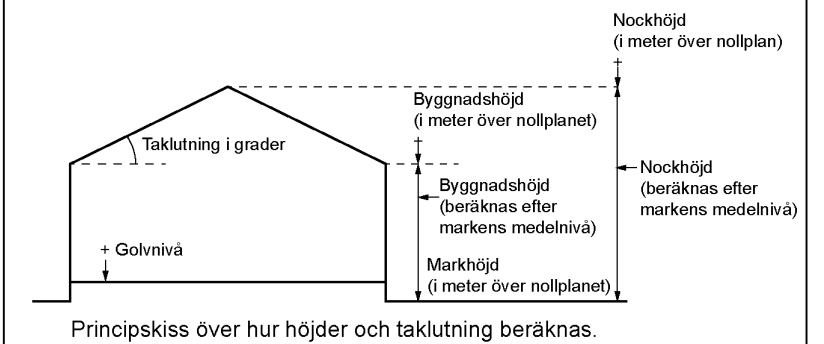 Nockhöjd
(i meter över nollplan)
+
Byggnadshöjd
(i meter över nollplanet)
+
Taklutning i grader
Nockhöjd
(beräknas efter
markens medelnivå)
Byggnadshöjd
(beräknas efter
markens medelnivå)
+ Golvnivå
Markhöjd
(i meter över nollplanet)
Principskiss över hur höjder och taklutning beräknas.